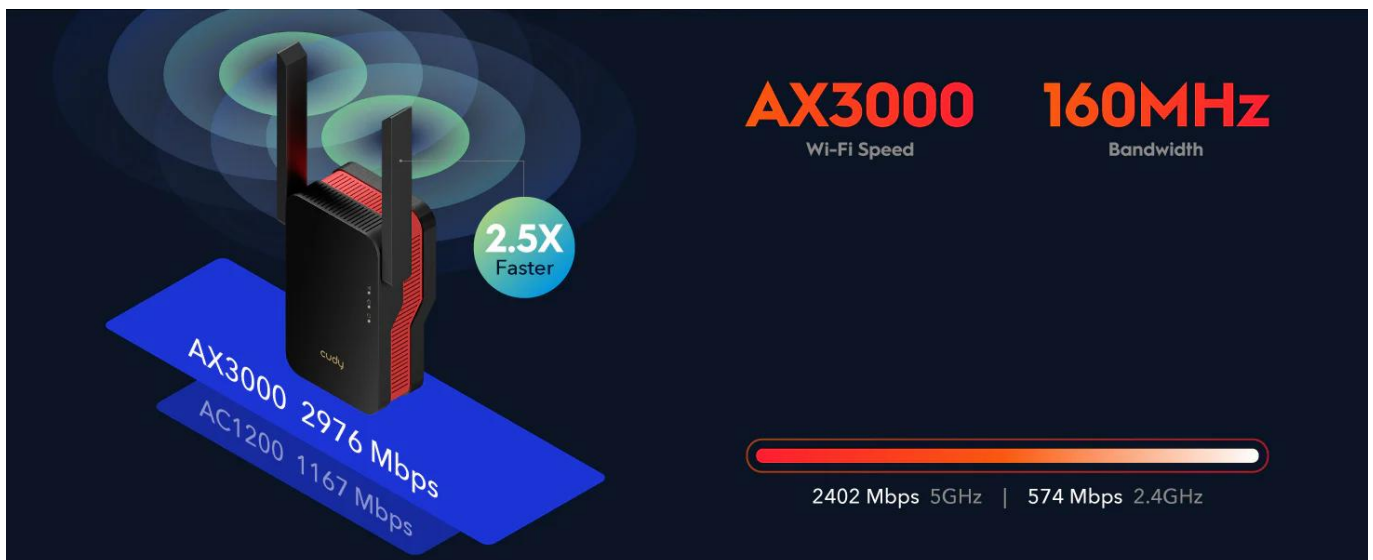 AX3000 160MHz
Wi-Fi Speed Bandwidth
2.5X
Faster
cudy
AX3000 2976 Mbps
AC1200 1167 Mbps
2402 Mbps 5GHz | 574 Mbps 2.4GHz